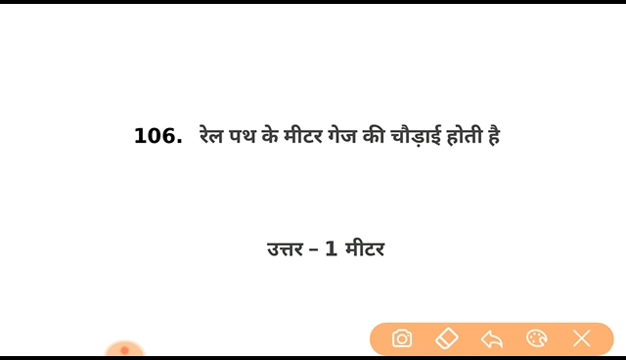 106. रेल पथ के मीटर गेज की चौड़ाई होती है
उत्तर – 1 मीटर